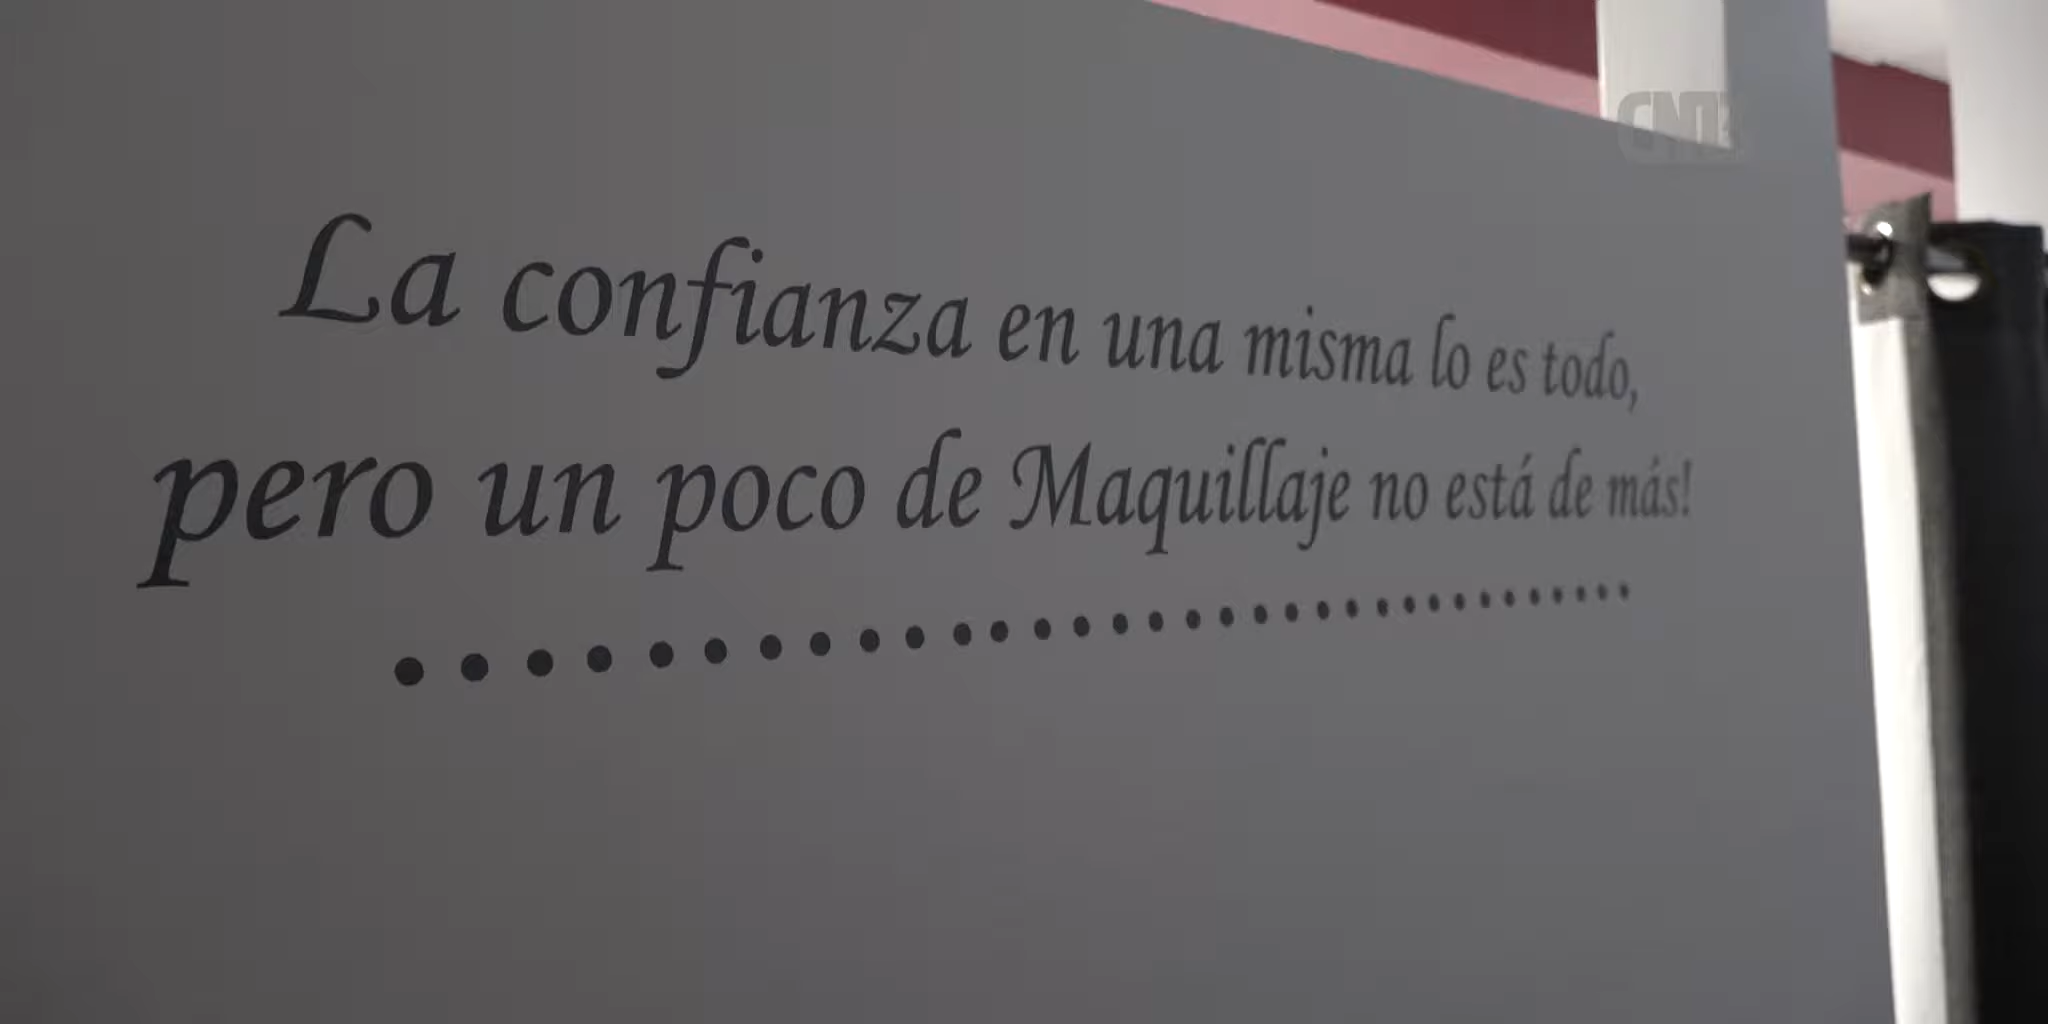 La confianza en una misma lo es todo,
pero un poco de Maquillaje no está de más!